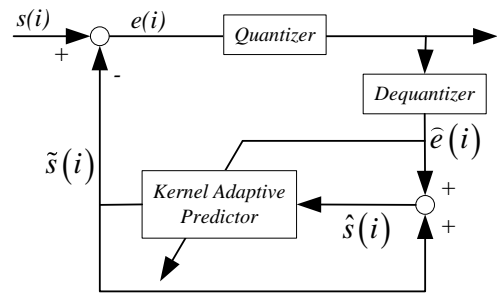 s(i)
e(i)
Quantizer
+
-
Dequantizer
s̃(i)
ê(i)
Kernel Adaptive
Predictor
+
ŝ(i)
+